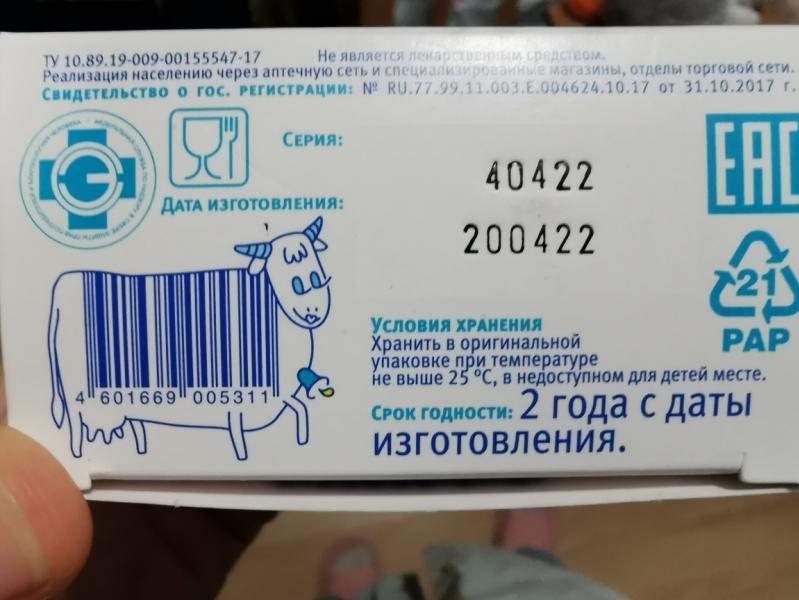 ТУ 10.89.19-009-00155547-17 Не является лекарственным средством.
Реализация населению через аптечную сеть и специализированные магазины, отделы торговой сети.
Свидетельство о гос. регистрации: № RU.77.99.11.003.E.004624.10.17 от 31.10.2017 г.
Серия:
40422
Дата изготовления:
200422
EAC
21
PAP
Условия хранения
Хранить в оригинальной
упаковке при температуре
не выше 25 °С, в недоступном для детей месте.
Срок годности: 2 года с даты
изготовления.
4 601669 005311